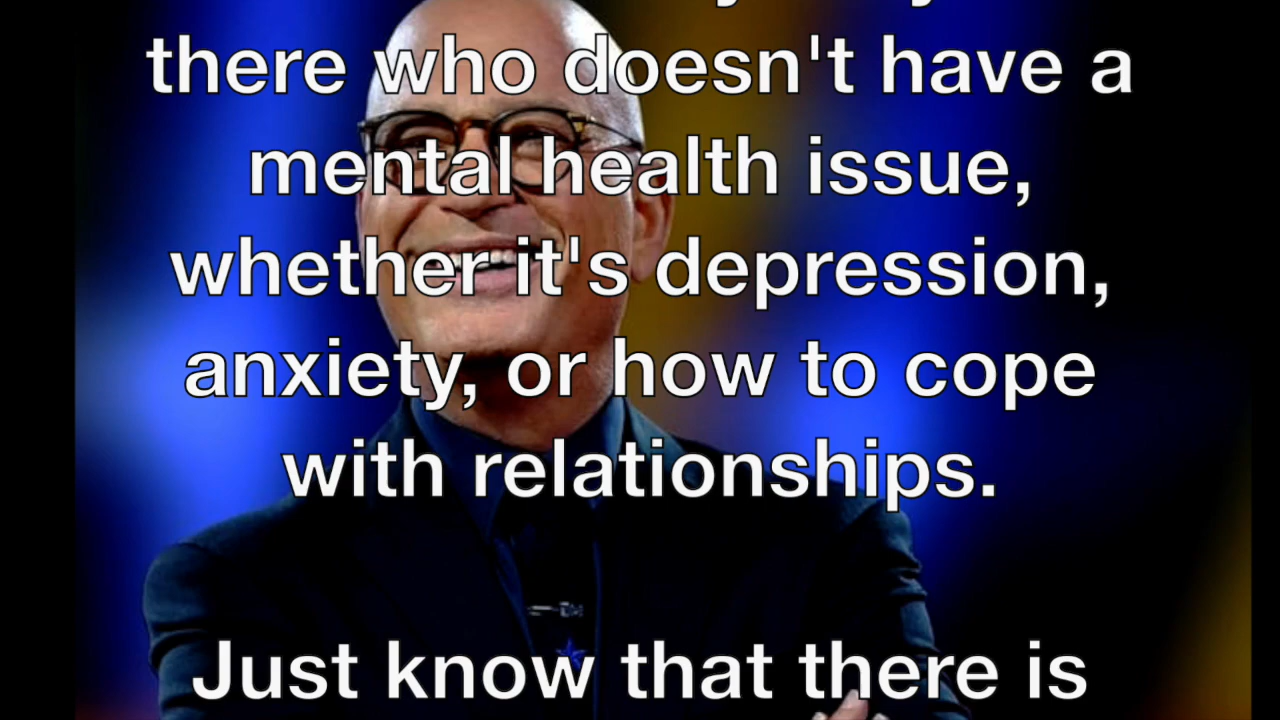 there who doesn't have a
mental health issue,
whether it's depression,
anxiety, or how to cope
with relationships.
Just know that there is